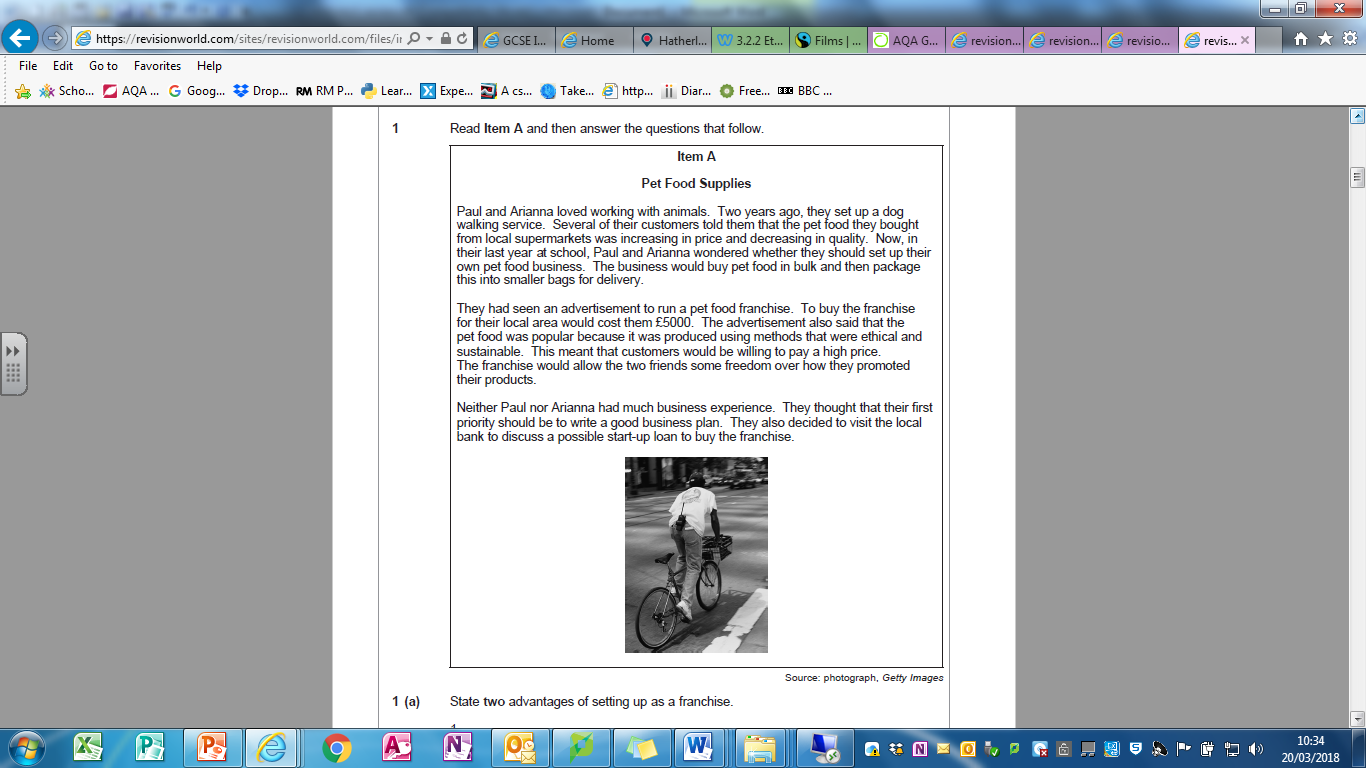 https://revisionworld.com/sites/revisionworld.com/files/ir
GCSE I... Home Hatherl... 3.2.2 Et... Films | ... AQA G... revision... revision... revisio... revis...
File Edit Go to Favorites Help
Scho... AQA ... Goog... Drop... RM RM P... Lear... Expe... A cs... Take... http... Diar... Free... BBC BBC ...
1 Read Item A and then answer the questions that follow.
Item A
Pet Food Supplies
Paul and Arianna loved working with animals. Two years ago, they set up a dog
walking service. Several of their customers told them that the pet food they bought
from local supermarkets was increasing in price and decreasing in quality. Now, in
their last year at school, Paul and Arianna wondered whether they should set up their
own pet food business. The business would buy pet food in bulk and then package
this into smaller bags for delivery.
They had seen an advertisement to run a pet food franchise. To buy the franchise
for their local area would cost them £5000. The advertisement also said that the
pet food was popular because it was produced using methods that were ethical and
sustainable. This meant that customers would be willing to pay a high price.
The franchise would allow the two friends some freedom over how they promoted
their products.
Neither Paul nor Arianna had much business experience. They thought that their first
priority should be to write a good business plan. They also decided to visit the local
bank to discuss a possible start-up loan to buy the franchise.
Source: photograph, Getty Images
1 (a) State two advantages of setting up as a franchise.
10:34
20/03/2018